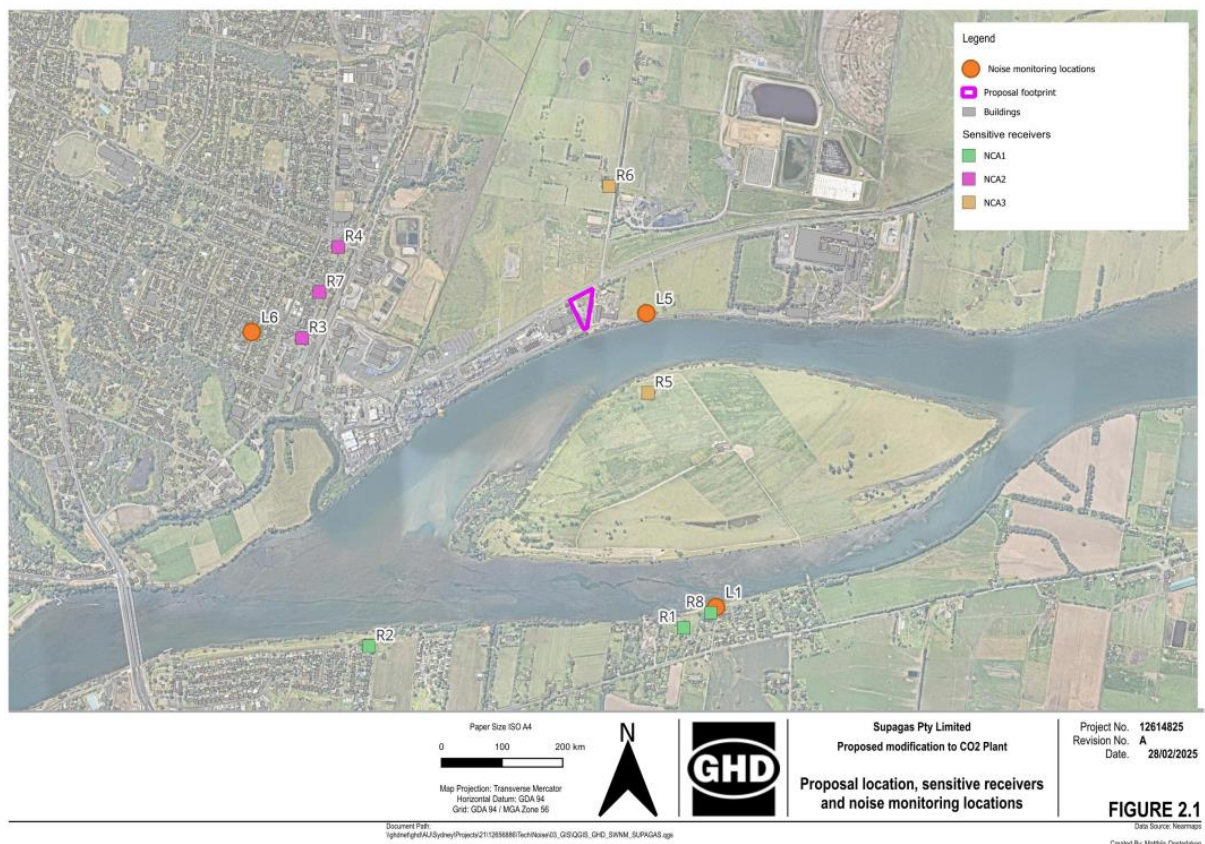 Legend
Noise monitoring locations
Proposal footprint
Buildings
Sensitive receivers
NCA1
NCA2
NCA3
R6
R4
R7
L5
L6
R3
R5
L1
R8
R1
R2
Paper Size ISO A4
0 100 200 km
Map Projection: Transverse Mercator
Horizontal Datum: GDA 94
Grid: GDA 94 / MGA Zone 56
N
GHD
Supagas Pty Limited
Proposed modification to CO2 Plant
Proposal location, sensitive receivers
and noise monitoring locations
Project No. 12614825
Revision No. A
Date. 28/02/2025
FIGURE 2.1
Document Path:
Data Source: Nearmaps